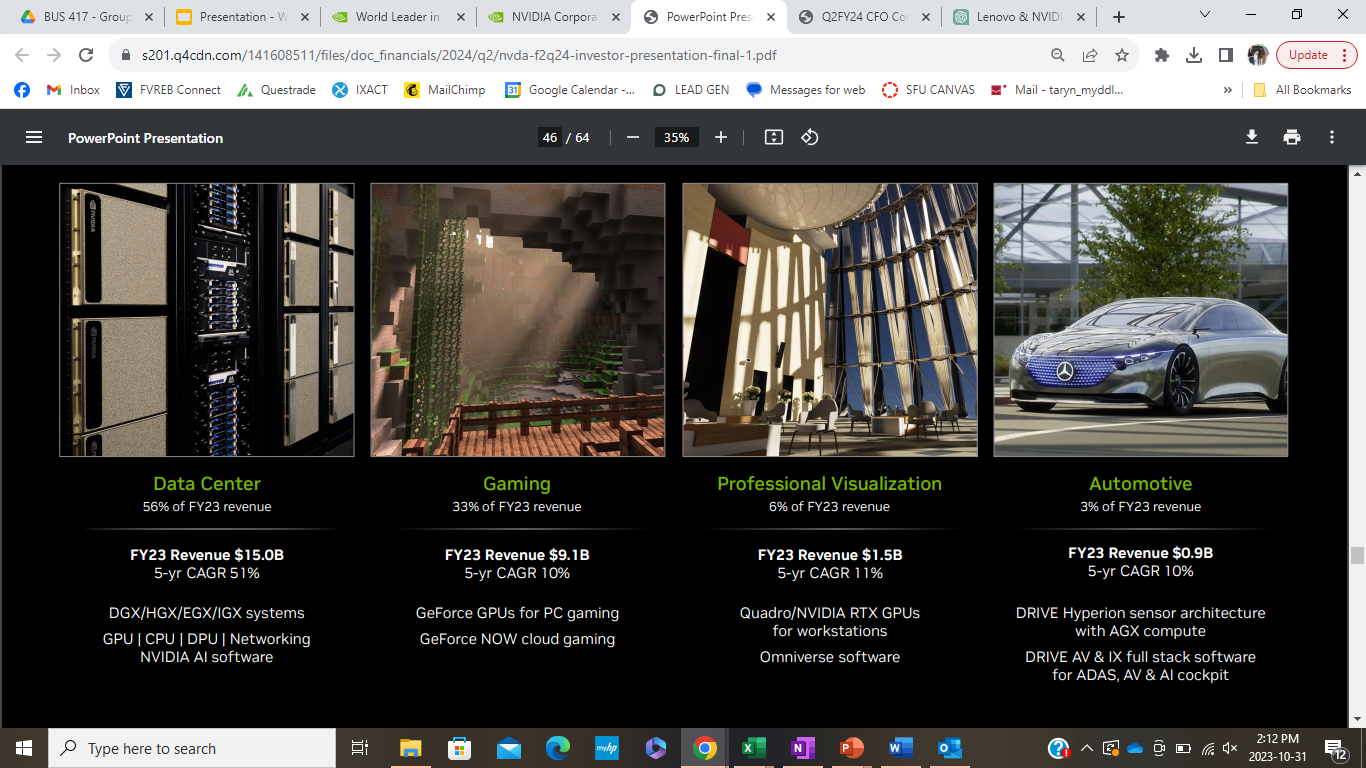 BUS 417 - Group
Presentation - W
World Leader in
NVIDIA Corpora
PowerPoint Pres
Q2FY24 CFO Co
Lenovo & NVIDI
s201.q4cdn.com/141608511/files/doc_financials/2024/q2/nvda-f2q24-investor-presentation-final-1.pdf
Update
Inbox
FVREB Connect
Questrade
IXACT
MailChimp
31
Google Calendar -...
LEAD GEN
Messages for web
SFU CANVAS
Mail - taryn_myddl...
»
All Bookmarks
PowerPoint Presentation
46 / 64
35%
NVIDIA
Data Center
56% of FY23 revenue
FY23 Revenue $15.0B
5-yr CAGR 51%
DGX/HGX/EGX/IGX systems
GPU | CPU | DPU | Networking
NVIDIA AI software
Gaming
33% of FY23 revenue
FY23 Revenue $9.1B
5-yr CAGR 10%
GeForce GPUs for PC gaming
GeForce NOW cloud gaming
Professional Visualization
6% of FY23 revenue
FY23 Revenue $1.5B
5-yr CAGR 11%
Quadro/NVIDIA RTX GPUs
for workstations
Omniverse software
Automotive
3% of FY23 revenue
FY23 Revenue $0.9B
5-yr CAGR 10%
DRIVE Hyperion sensor architecture
with AGX compute
DRIVE AV & IX full stack software
for ADAS, AV & AI cockpit
Type here to search
myhp
2:12 PM
2023-10-31
12